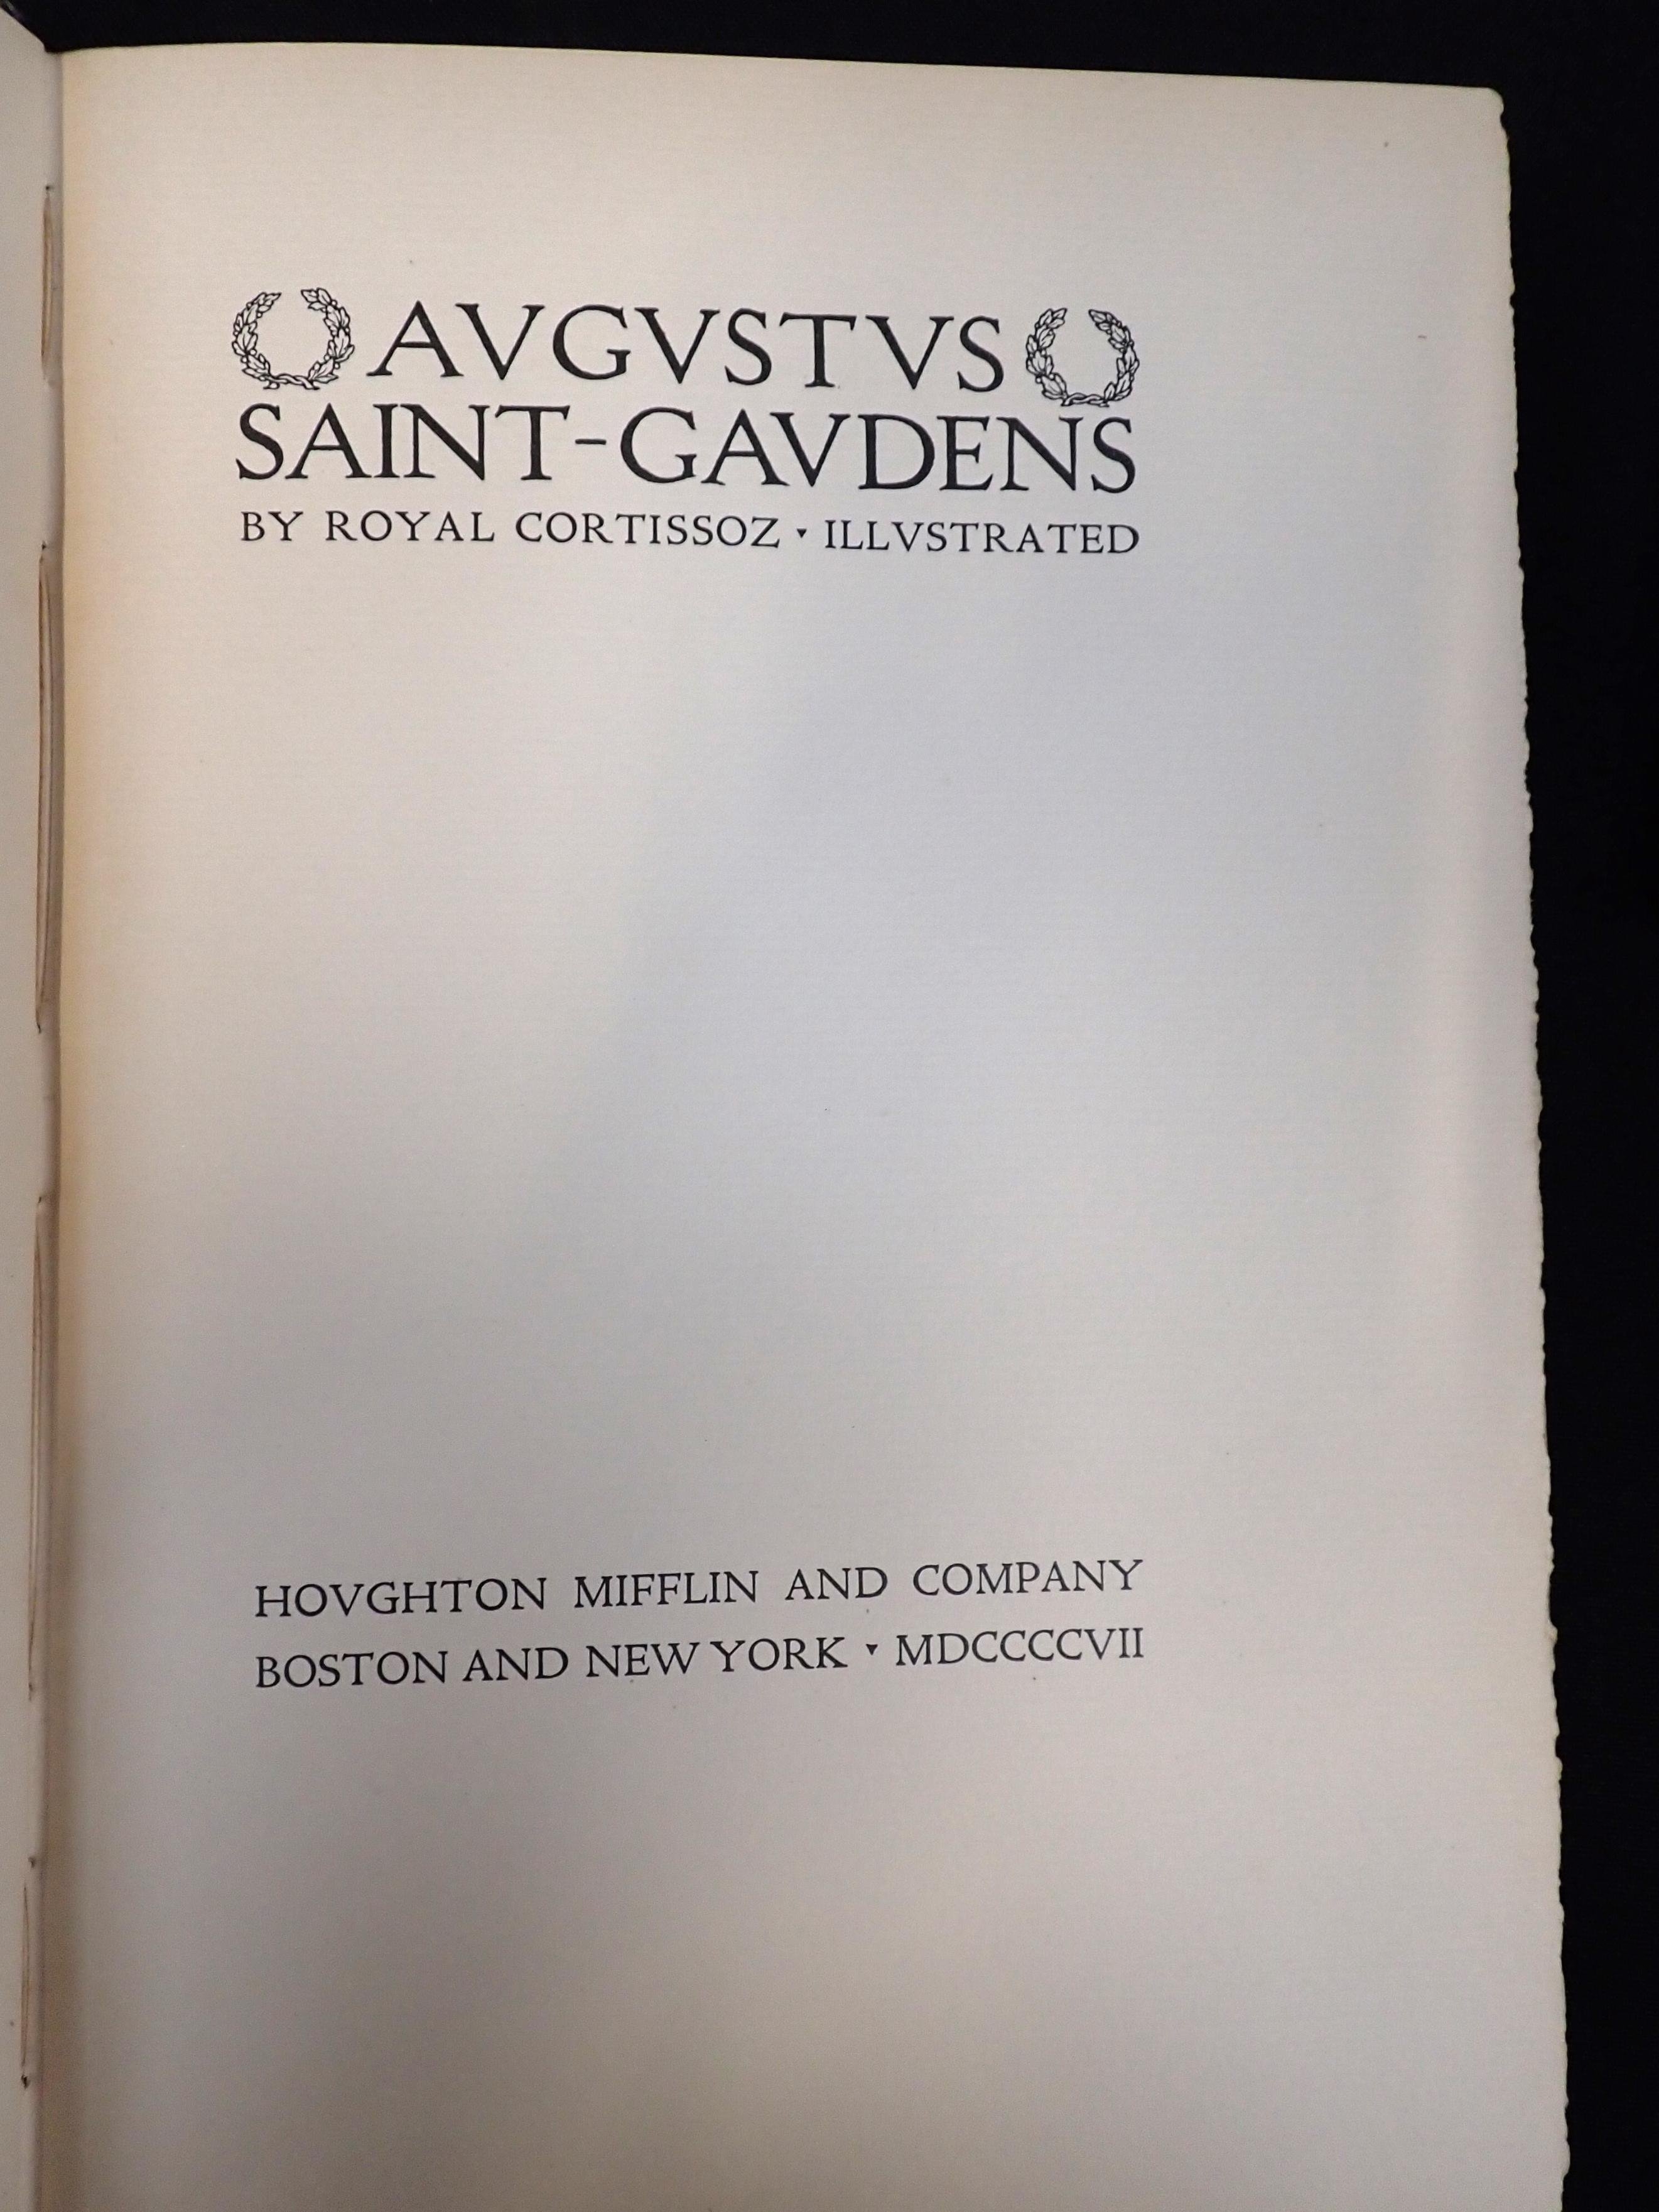 AVGVSTVS
SAINT-GAVDENS
BY ROYAL CORTISSOZ ▾ ILLVSTRATED
HOVGHTON MIFFLIN AND COMPANY
BOSTON AND NEW YORK ▾ MDCCCCVII